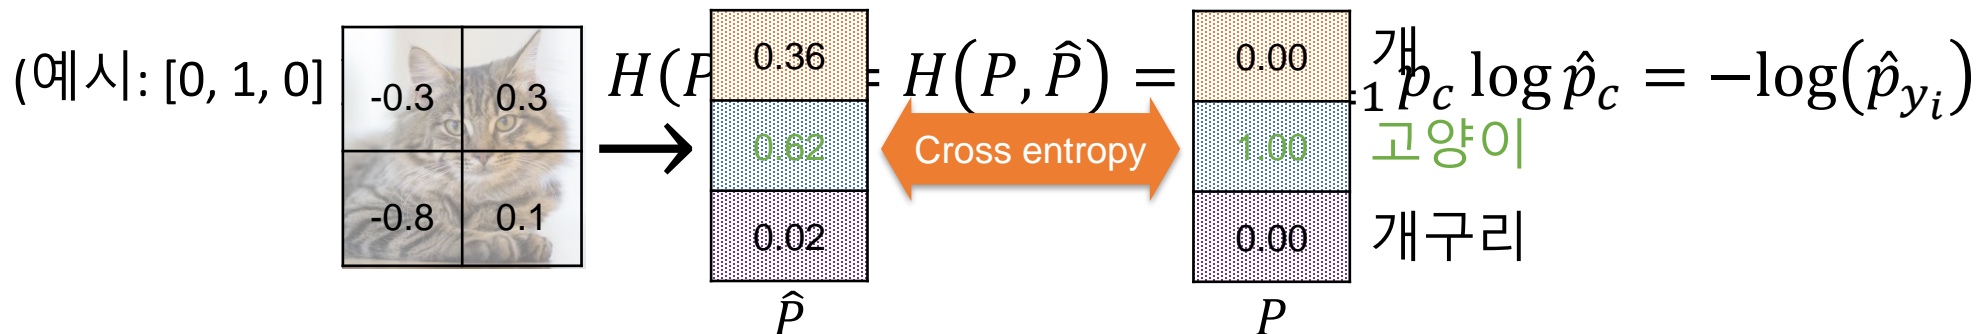 (예시: [0, 1, 0]
H(P = H(P, P̂) = =1 p_c log p̂_c = −log(p̂_{y_i})
-0.3 0.3
-0.8 0.1
0.36
0.62
0.02
P̂
Cross entropy
0.00 개
1.00 고양이
0.00 개구리
P